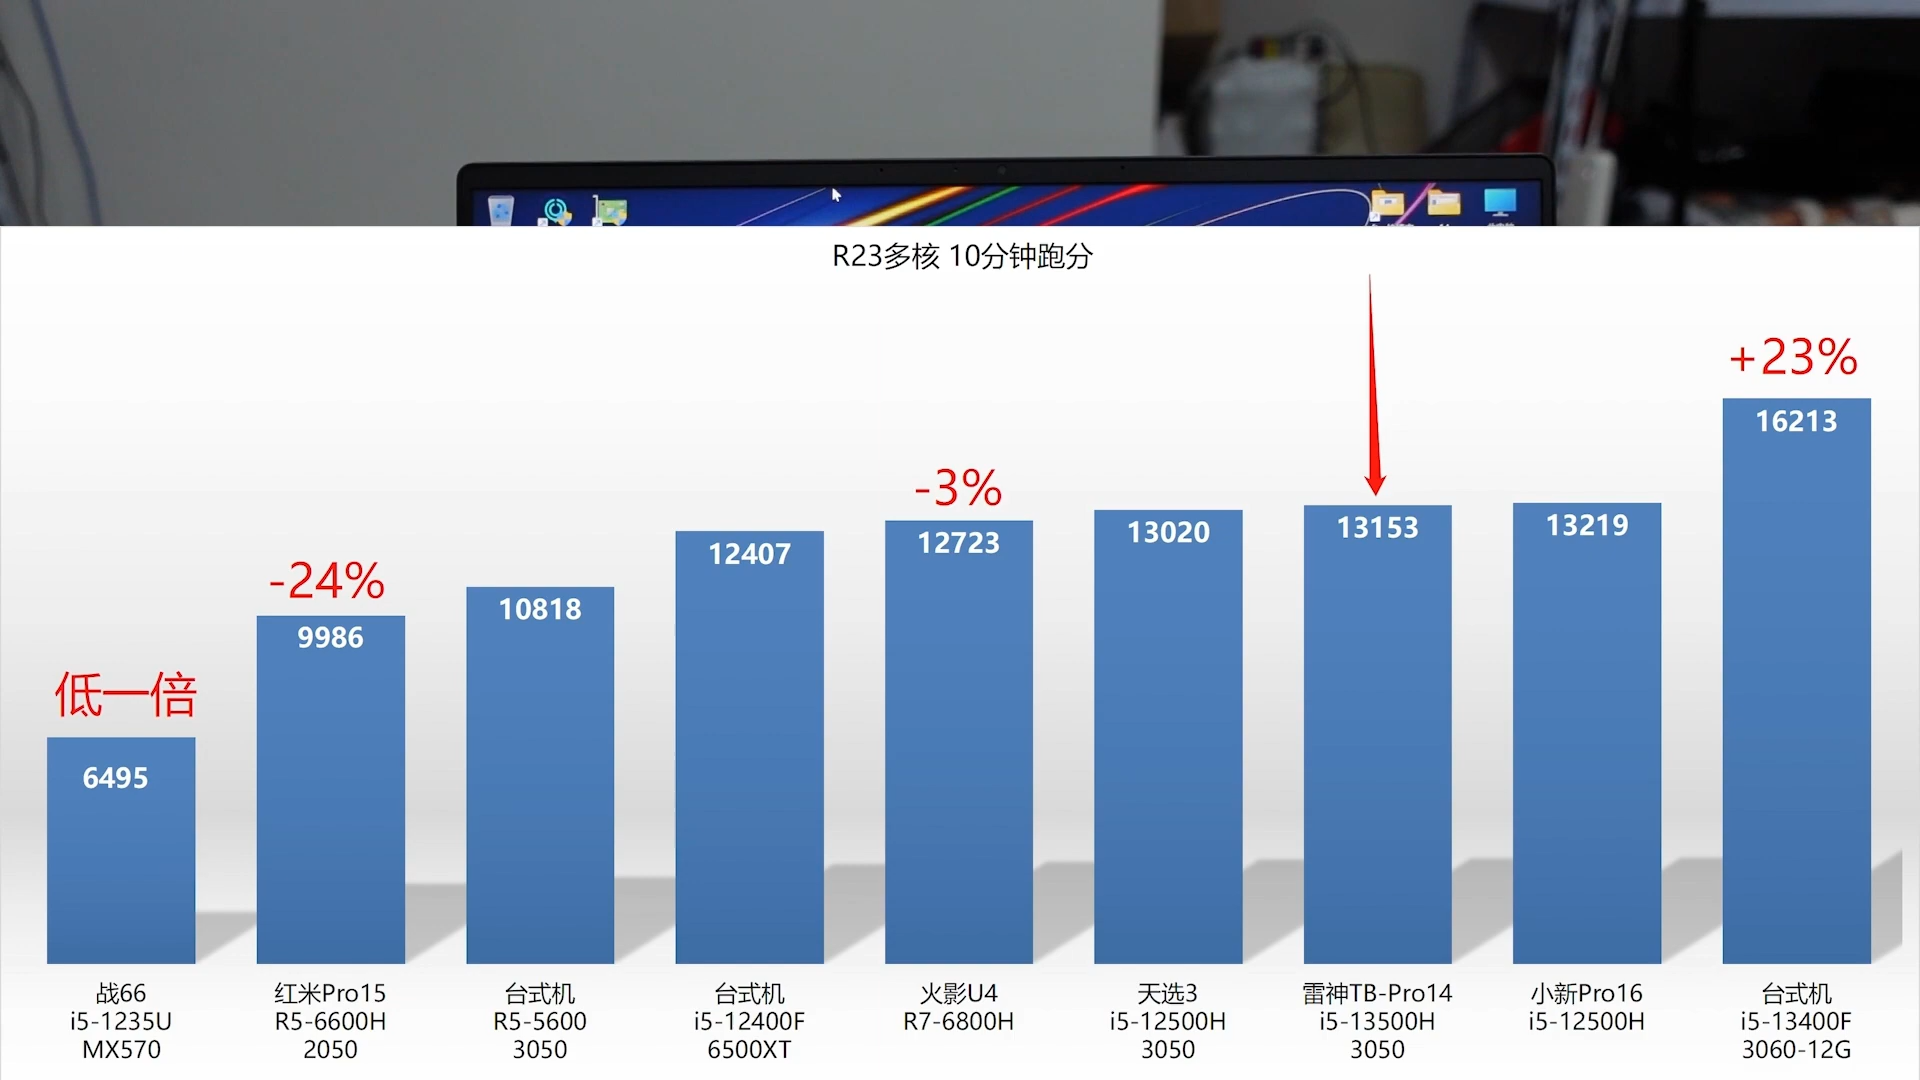 R23多核 10分钟跑分
+23%
16213
-3%
13219
13153
13020
12723
12407
-24%
10818
9986
低一倍
6495
战66
i5-1235U
MX570
红米Pro15
R5-6600H
2050
台式机
R5-5600
3050
台式机
i5-12400F
6500XT
火影U4
R7-6800H
天选3
i5-12500H
3050
雷神TB-Pro14
i5-13500H
3050
小新Pro16
i5-12500H
台式机
i5-13400F
3060-12G